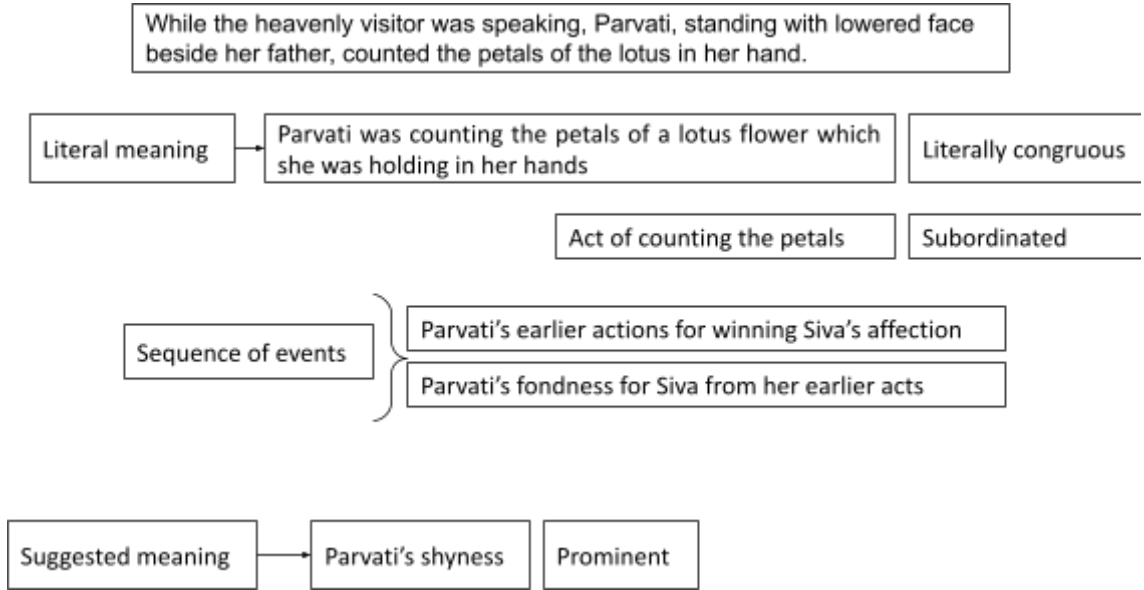 While the heavenly visitor was speaking, Parvati, standing with lowered face
beside her father, counted the petals of the lotus in her hand.
Literal meaning
Parvati was counting the petals of a lotus flower which
she was holding in her hands
Literally congruous
Act of counting the petals
Subordinated
Sequence of events
Parvati's earlier actions for winning Siva's affection
Parvati's fondness for Siva from her earlier acts
Suggested meaning
Parvati's shyness
Prominent